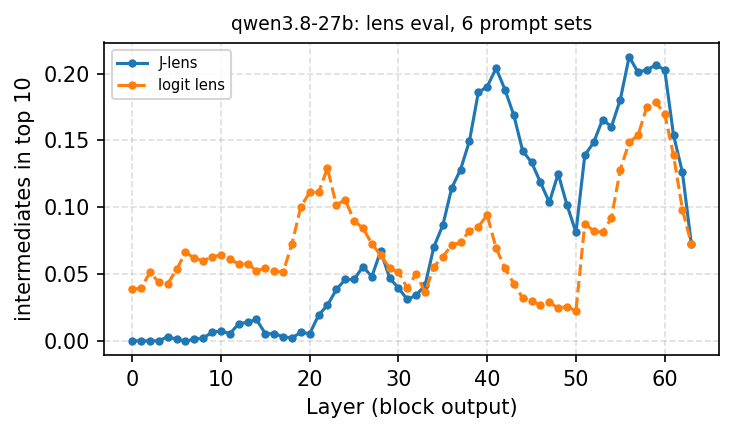 qwen3.8-27b: lens eval, 6 prompt sets
J-lens
logit lens
intermediates in top 10
0.20
0.15
0.10
0.05
0.00
0 10 20 30 40 50 60
Layer (block output)